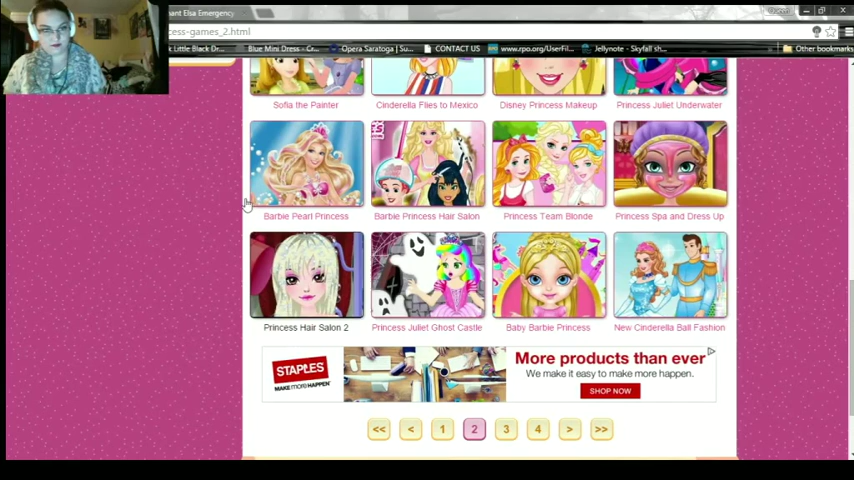 nant Elsa Emergency
cess-games_2.html
k Little Black Dr...
Blue Mini Dress - Cr...
Opera Saratoga | Su...
CONTACT US
www.rpo.org/UserFil...
Jellynote - Skyfall sh...
Other bookmarks
Sofia the Painter
Cinderella Flies to Mexico
Disney Princess Makeup
Princess Juliet Underwater
Barbie Pearl Princess
Barbie Princess Hair Salon
Princess Team Blonde
Princess Spa and Dress Up
Princess Hair Salon 2
Princess Juliet Ghost Castle
Baby Barbie Princess
New Cinderella Ball Fashion
STAPLES
MAKE MORE HAPPEN
More products than ever
We make it easy to make more happen.
SHOP NOW
<< < 1 2 3 4 > >>